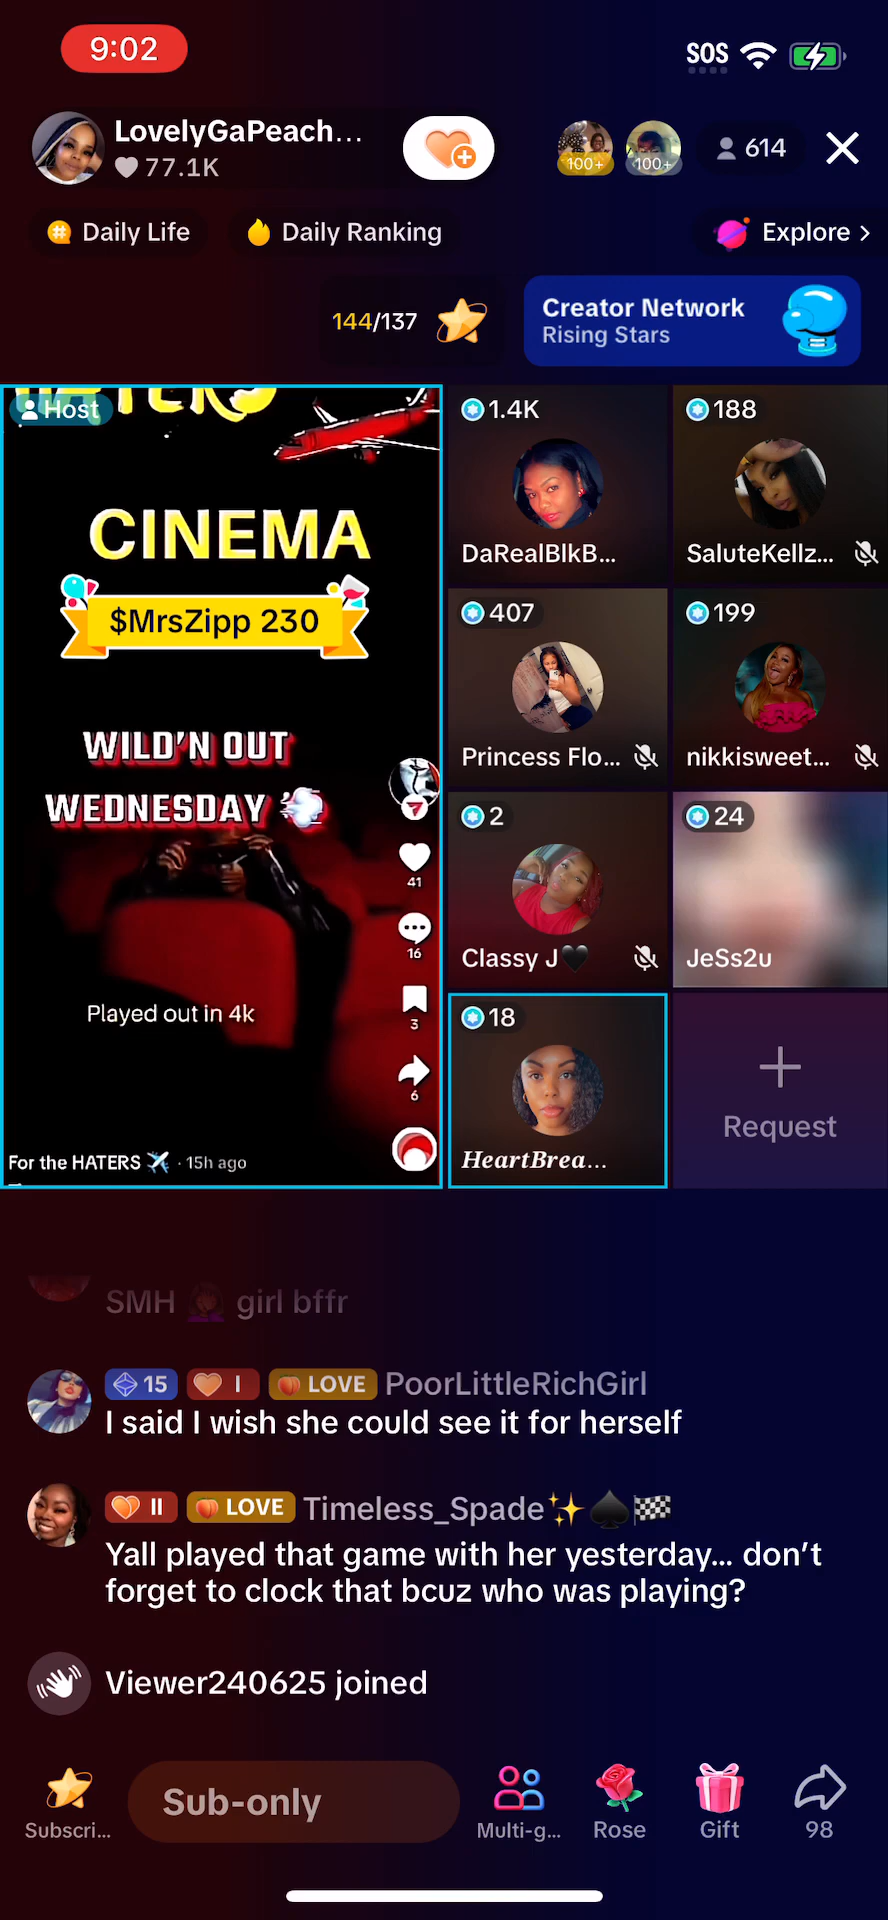 9:02
SOS
LovelyGaPeach...
77.1K
100+
100+
614
Daily Life
Daily Ranking
Explore >
144/137
Creator Network
Rising Stars
Host
CINEMA
$MrsZipp 230
WILD'N OUT
WEDNESDAY
41
16
3
6
Played out in 4k
For the HATERS ✈️ · 15h ago
1.4K
DaRealBlkB...
188
SaluteKellz...
407
Princess Flo...
199
nikkisweet...
2
Classy J🖤
24
JeSs2u
18
HeartBrea...
Request
SMH 🤦🏾‍♀️ girl bffr
15 I LOVE PoorLittleRichGirl
I said I wish she could see it for herself
II LOVE Timeless_Spade✨♠️🏁
Yall played that game with her yesterday... don't
forget to clock that bcuz who was playing?
Viewer240625 joined
Subscri...
Sub-only
Multi-g...
Rose
Gift
98